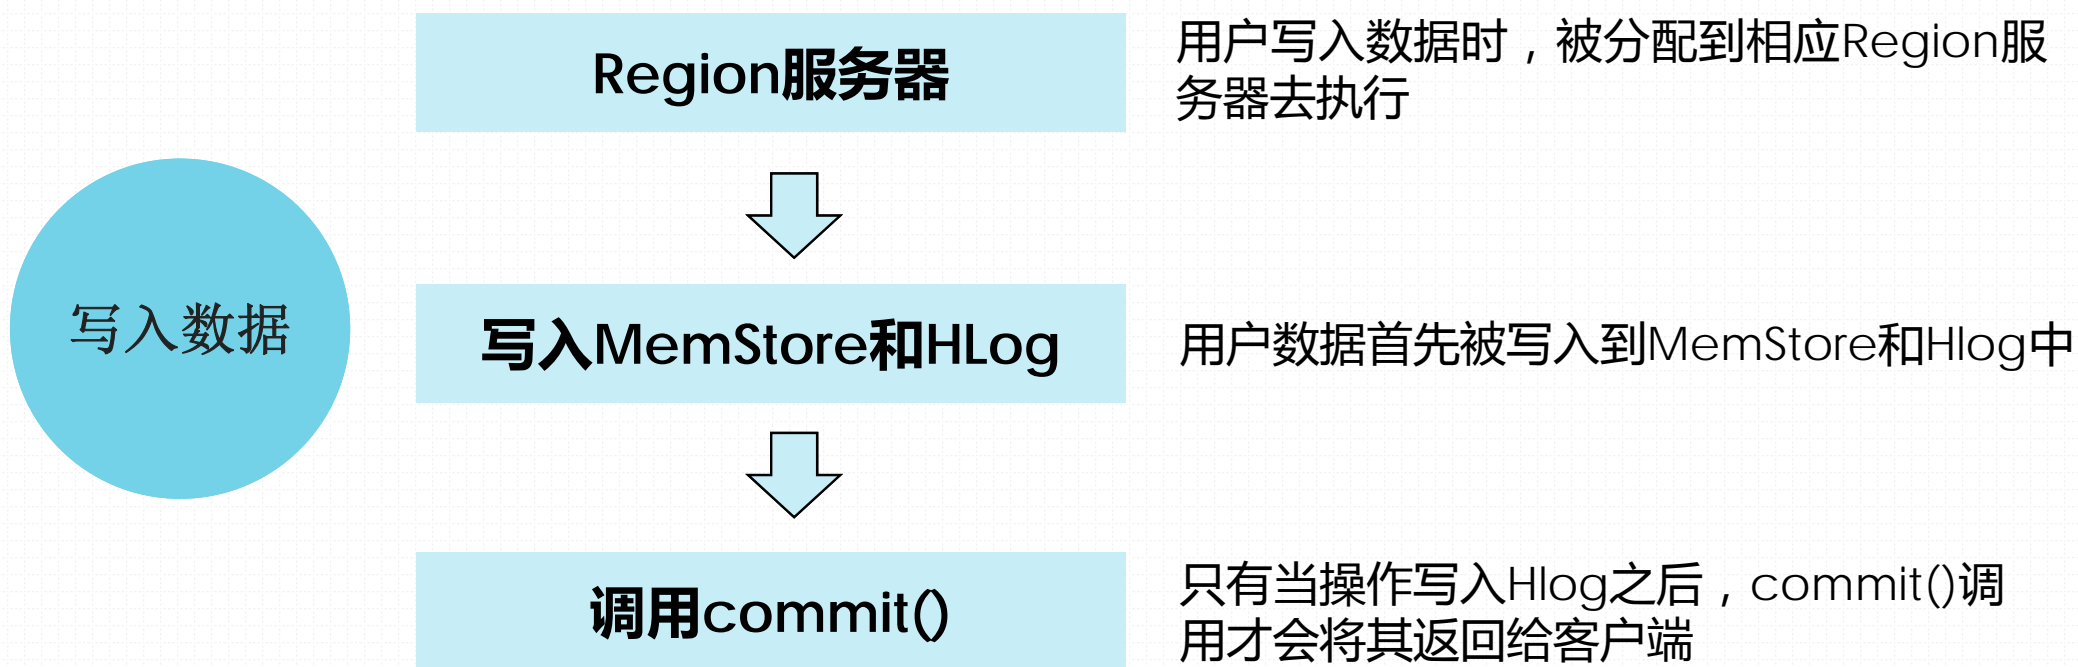 Region服务器
用户写入数据时，被分配到相应Region服
务器去执行
写入数据
写入MemStore和HLog
用户数据首先被写入到MemStore和Hlog中
调用commit()
只有当操作写入Hlog之后，commit()调
用才会将其返回给客户端